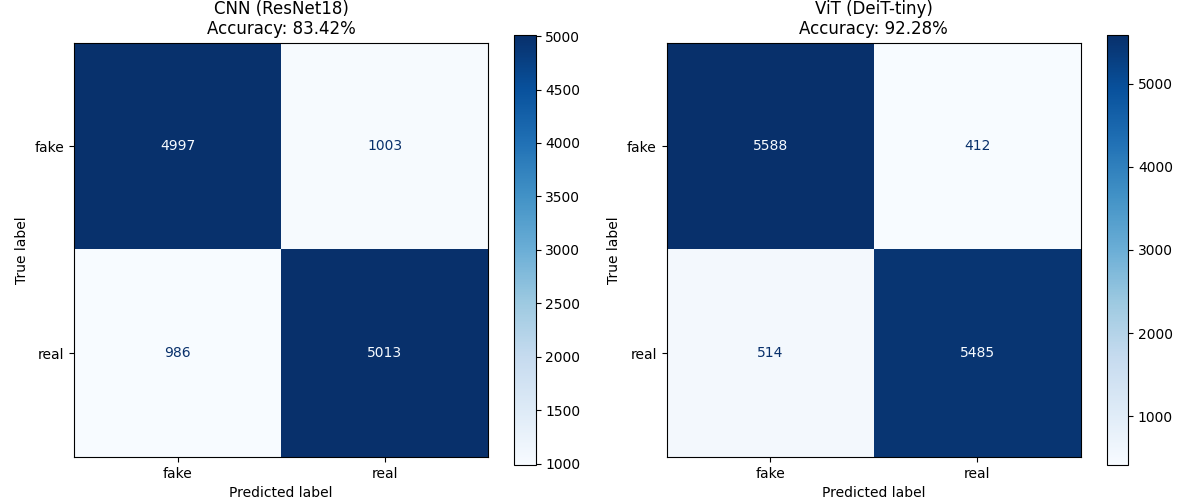 CNN (ResNet18)
Accuracy: 83.42%
True label
fake
real
4997
1003
986
5013
fake
real
Predicted label
5000
4500
4000
3500
3000
2500
2000
1500
1000
ViT (DeiT-tiny)
Accuracy: 92.28%
True label
fake
real
5588
412
514
5485
fake
real
Predicted label
5000
4000
3000
2000
1000